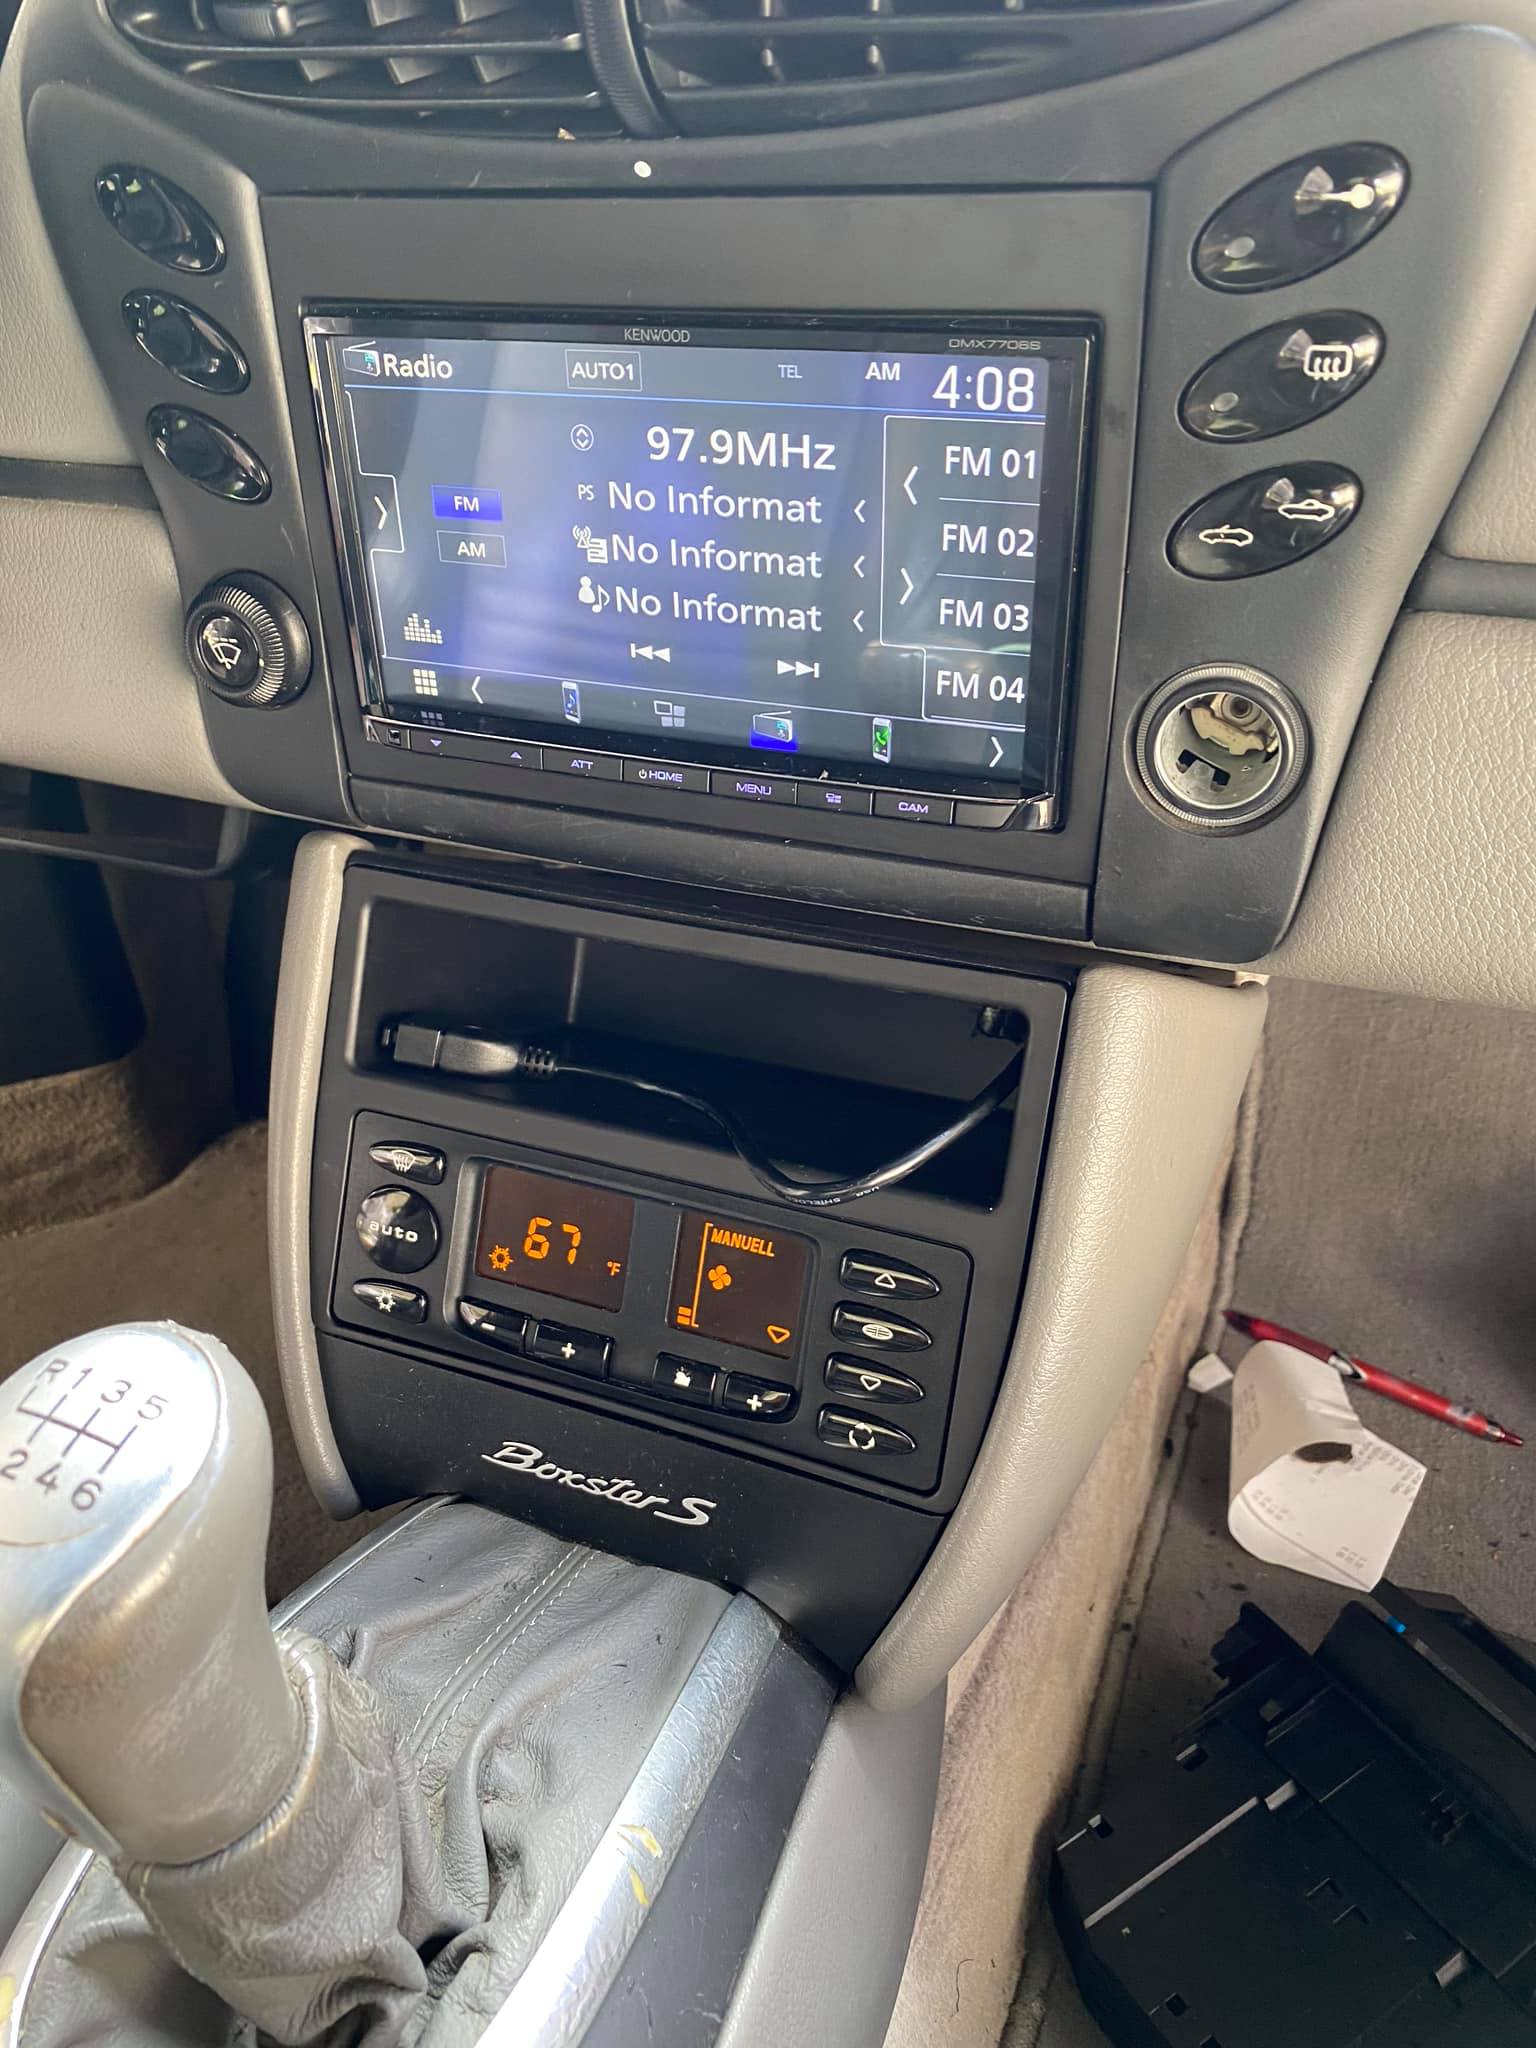 KENWOOD
DMX7706S
Radio
AUTO1
TEL
AM
4:08
97.9MHz
FM 01
FM
PS No Informat
FM 02
AM
No Informat
FM 03
No Informat
FM 04
ATT
HOME
MENU
CAM
USA SHIELDED
auto
67 °F
MANUELL
Boxster S
R 1 3 5
2 4 6